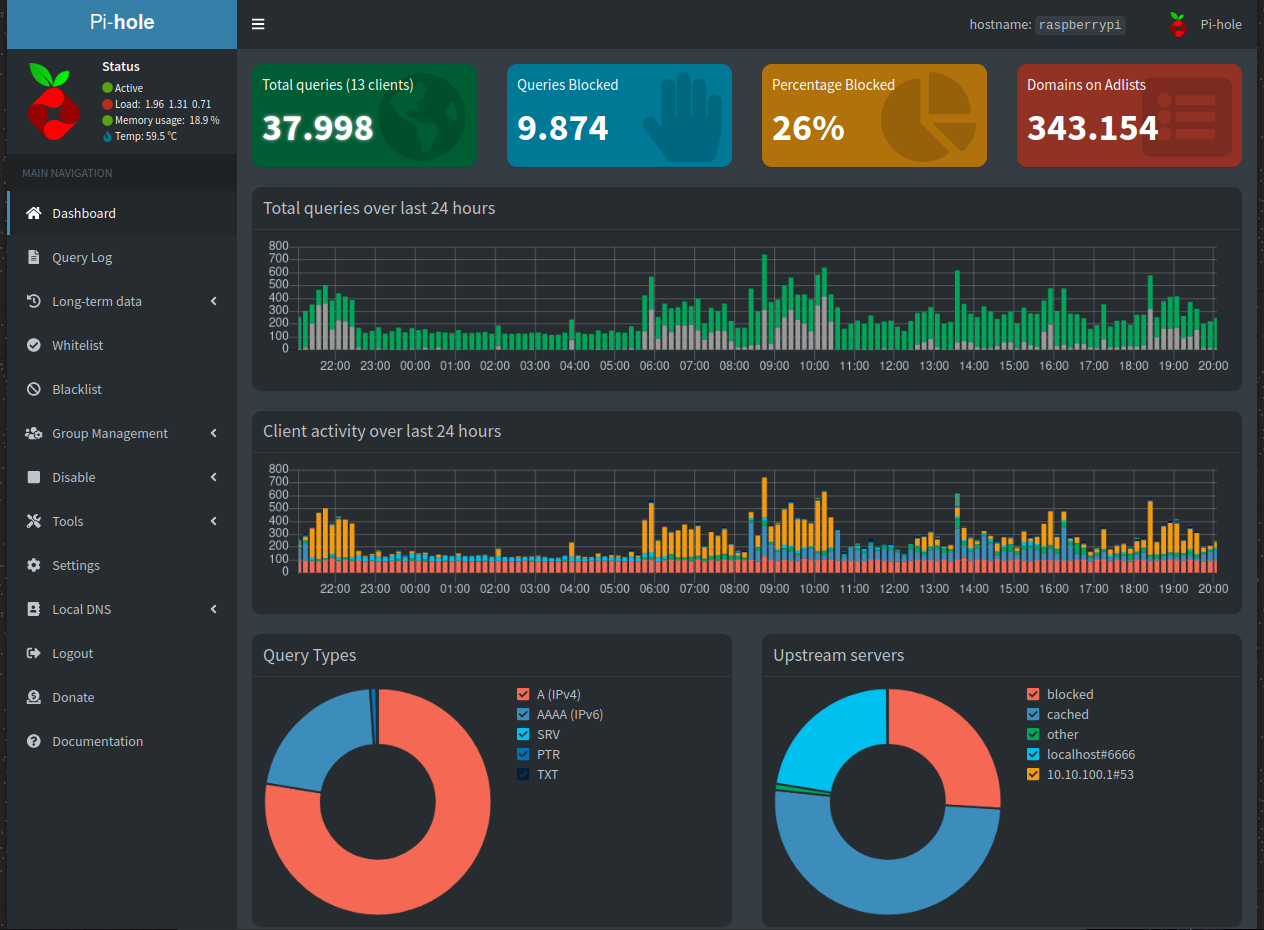 Pi-hole
hostname: raspberrypi
Pi-hole
Status
Active
Load: 1.96 1.31 0.71
Memory usage: 18.9 %
Temp: 59.5 °C
MAIN NAVIGATION
Dashboard
Query Log
Long-term data
Whitelist
Blacklist
Group Management
Disable
Tools
Settings
Local DNS
Logout
Donate
Documentation
Total queries (13 clients)
37.998
Queries Blocked
9.874
Percentage Blocked
26%
Domains on Adlists
343.154
Total queries over last 24 hours
800
700
600
500
400
300
200
100
0
22:00 23:00 00:00 01:00 02:00 03:00 04:00 05:00 06:00 07:00 08:00 09:00 10:00 11:00 12:00 13:00 14:00 15:00 16:00 17:00 18:00 19:00 20:00
Client activity over last 24 hours
800
700
600
500
400
300
200
100
0
22:00 23:00 00:00 01:00 02:00 03:00 04:00 05:00 06:00 07:00 08:00 09:00 10:00 11:00 12:00 13:00 14:00 15:00 16:00 17:00 18:00 19:00 20:00
Query Types
A (IPv4)
AAAA (IPv6)
SRV
PTR
TXT
Upstream servers
blocked
cached
other
localhost#6666
10.10.100.1#53